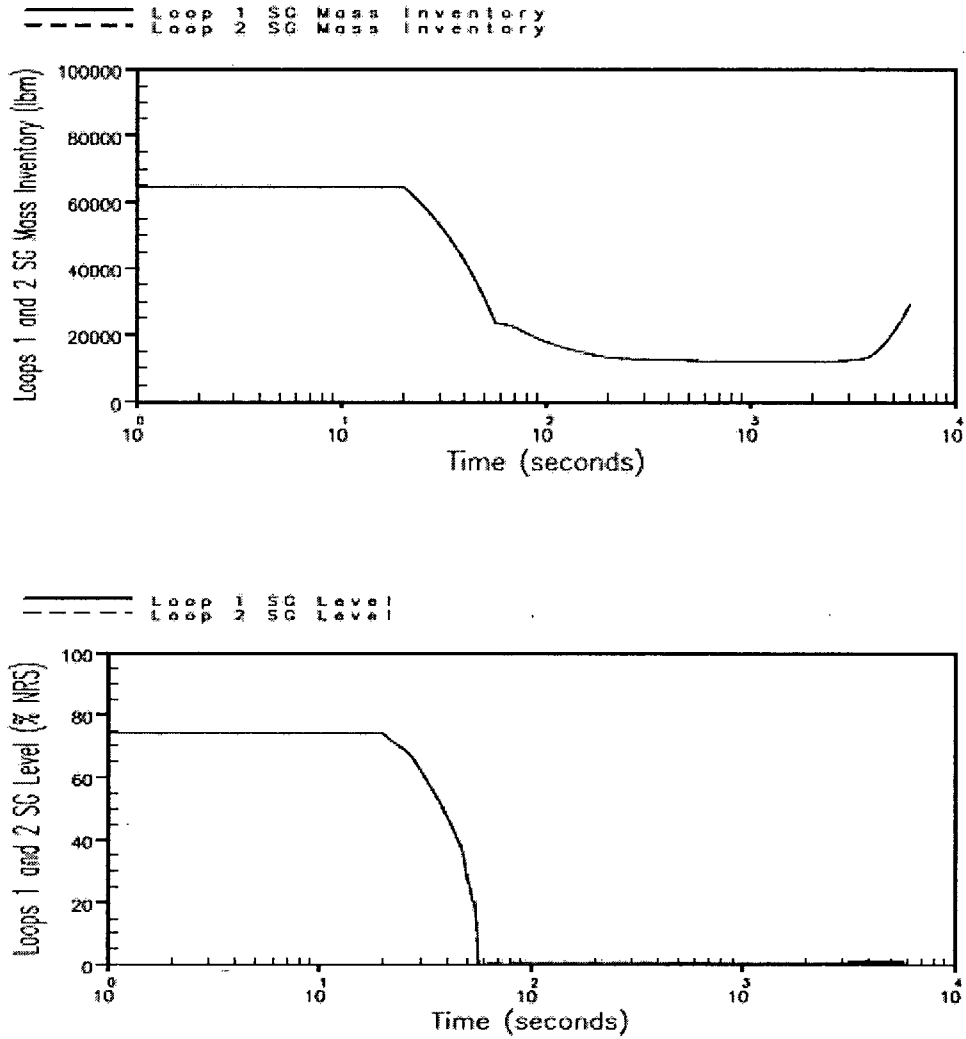 Loop 1 SG Mass Inventory
Loop 2 SG Mass Inventory
Loops 1 and 2 SG Mass Inventory (lbm)
100000
80000
60000
40000
20000
0
10^0
10^1
10^2
10^3
10^4
Time (seconds)
Loop 1 SG Level
Loop 2 SG Level
Loops 1 and 2 SG Level (% NRS)
100
80
60
40
20
0
10^0
10^1
10^2
10^3
10^4
Time (seconds)